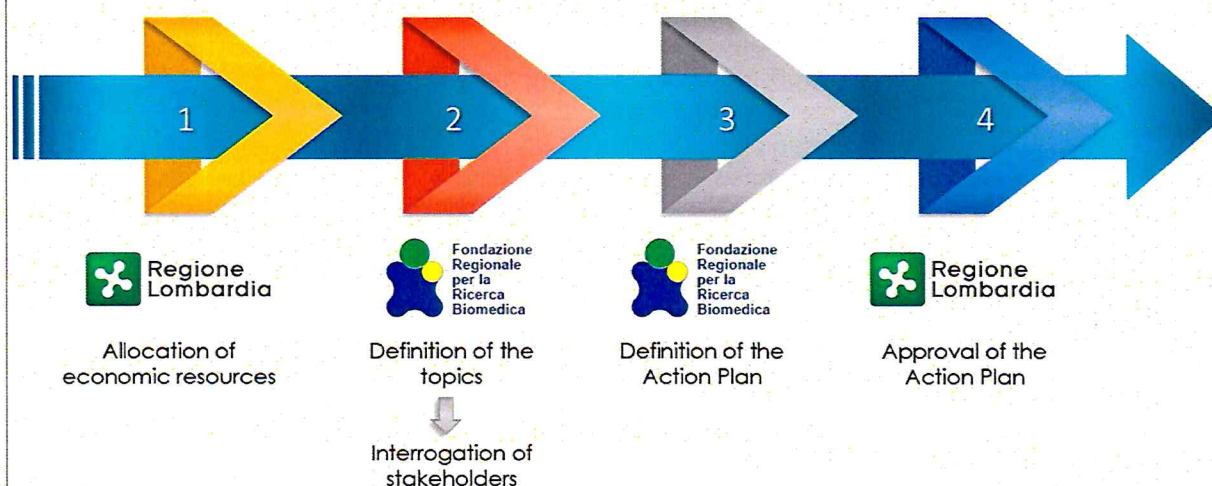 1
2
3
4
Regione
Lombardia
Fondazione
Regionale
per la
Ricerca
Biomedica
Fondazione
Regionale
per la
Ricerca
Biomedica
Regione
Lombardia
Allocation of
economic resources
Definition of the
topics
Interrogation of
stakeholders
Definition of the
Action Plan
Approval of the
Action Plan